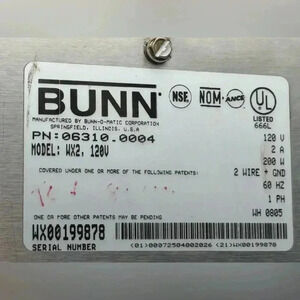 BUNN
MANUFACTURED BY BUNN-O-MATIC CORPORATION
SPRINGFIELD, ILLINOIS, U.S.A
NSF. NOM-ANCE UL
LISTED
666L
PN:06310.0004
MODEL: WX2, 120V
120 V
2 A
200 W
COVERED UNDER ONE OR MORE OF THE FOLLOWING PATENTS
2 WIRE + GND
60 HZ
1 PH
WH 0805
ONE OR MORE OTHER PATENTS MAY BE PENDING
WX00199878
SERIAL NUMBER
(01)00072504002026 (21)WX00199878